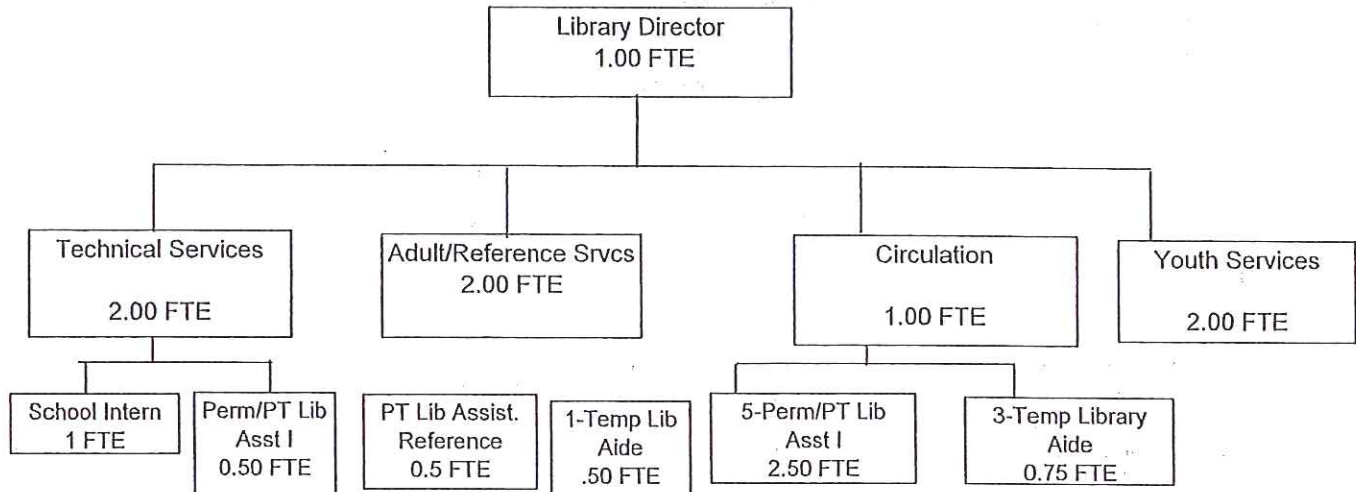 Library Director
1.00 FTE
Technical Services
2.00 FTE
Adult/Reference Srvcs
2.00 FTE
Circulation
1.00 FTE
Youth Services
2.00 FTE
School Intern
1 FTE
Perm/PT Lib
Asst I
0.50 FTE
PT Lib Assist.
Reference
0.5 FTE
1-Temp Lib
Aide
.50 FTE
5-Perm/PT Lib
Asst I
2.50 FTE
3-Temp Library
Aide
0.75 FTE